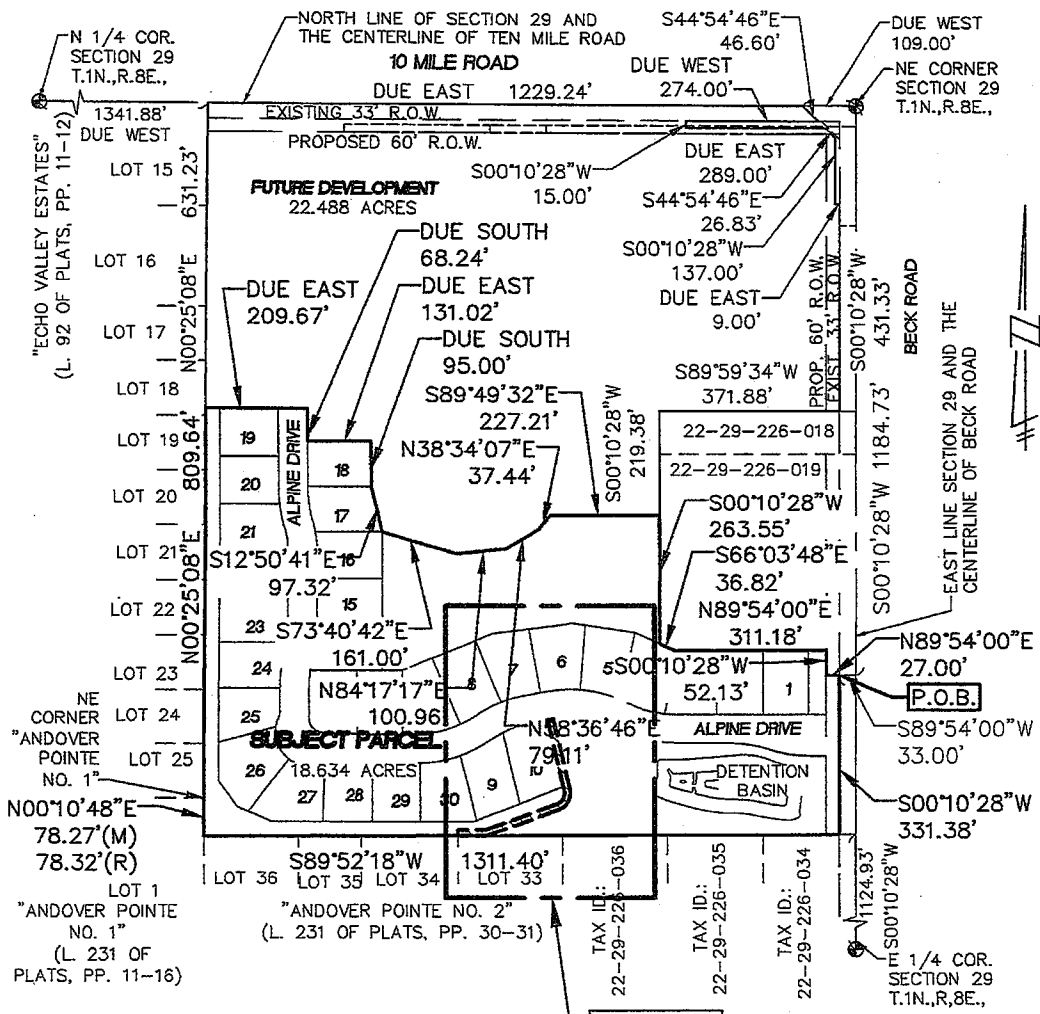 NORTH LINE OF SECTION 29 AND
THE CENTERLINE OF TEN MILE ROAD
10 MILE ROAD
S44°54'46"E
46.60'
DUE WEST
109.00'
N 1/4 COR.
SECTION 29
T.1N.,R.8E.,
DUE WEST
274.00'
NE CORNER
SECTION 29
T.1N.,R.8E.,
DUE EAST 1229.24'
1341.88'
DUE WEST
EXISTING 33' R.O.W.
PROPOSED 60' R.O.W.
"ECHO VALLEY ESTATES"
(L. 92 OF PLATS, PP. 11-12)
LOT 15
631.23'
N00°25'08"E
FUTURE DEVELOPMENT
22.488 ACRES
S00°10'28"W
15.00'
DUE EAST
289.00'
S44°54'46"E
26.83'
S00°10'28"W
137.00'
DUE EAST
9.00'
LOT 16
LOT 17
LOT 18
DUE SOUTH
68.24'
DUE EAST
131.02'
DUE EAST
209.67'
DUE SOUTH
95.00'
PROP. 60' R.O.W.
EXIST. 33' R.O.W.
S00°10'28"W
431.33'
BECK ROAD
S89°59'34"W
371.88'
S89°49'32"E
227.21'
N38°34'07"E
37.44'
S00°10'28"W
219.38'
22-29-226-018
22-29-226-019
S00°10'28"W 1184.73'
EAST LINE SECTION 29 AND THE
CENTERLINE OF BECK ROAD
LOT 19
809.64'
N00°25'08"E
LOT 20
LOT 21
LOT 22
LOT 23
LOT 24
LOT 25
19
20
21
ALPINE DRIVE
18
17
16
15
23
24
25
26
27
28
29
30
S12°50'41"E
97.32'
S73°40'42"E
161.00'
N84°17'17"E
100.96
S00°10'28"W
263.55'
S66°03'48"E
36.82'
N89°54'00"E
311.18'
S00°10'28"W
52.13'
N89°54'00"E
27.00'
P.O.B.
S89°54'00"W
33.00'
7
6
5
1
9
79.11'
ALPINE DRIVE
SUBJECT PARCEL
18.634 ACRES
DETENTION
BASIN
NE
CORNER
"ANDOVER
POINTE
NO. 1"
N00°10'48"E
78.27'(M)
78.32'(R)
S00°10'28"W
331.38'
S89°52'18"W 1311.40'
LOT 36
LOT 35
LOT 34
LOT 33
LOT 1
"ANDOVER POINTE
NO. 1"
(L. 231 OF
PLATS, PP. 11-16)
"ANDOVER POINTE NO. 2"
(L. 231 OF PLATS, PP. 30-31)
TAX ID.:
22-29-226-036
TAX ID.:
22-29-226-035
TAX ID.:
22-29-226-034
1124.93'
S00°10'28"W
E 1/4 COR.
SECTION 29
T.1N.,R,8E.,